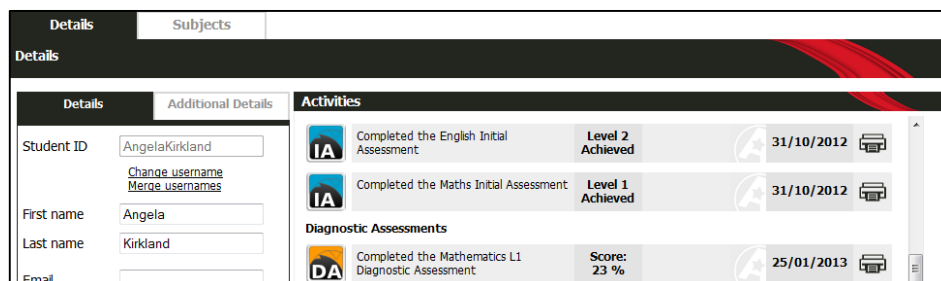 Details Subjects
Details
Details Additional Details
Student ID AngelaKirkland
Change username
Merge usernames
First name Angela
Last name Kirkland
Email
Activities
IA Completed the English Initial Level 2 31/10/2012
Assessment Achieved
IA Completed the Maths Initial Assessment Level 1 31/10/2012
Achieved
Diagnostic Assessments
DA Completed the Mathematics L1 Score: 25/01/2013
Diagnostic Assessment 23 %